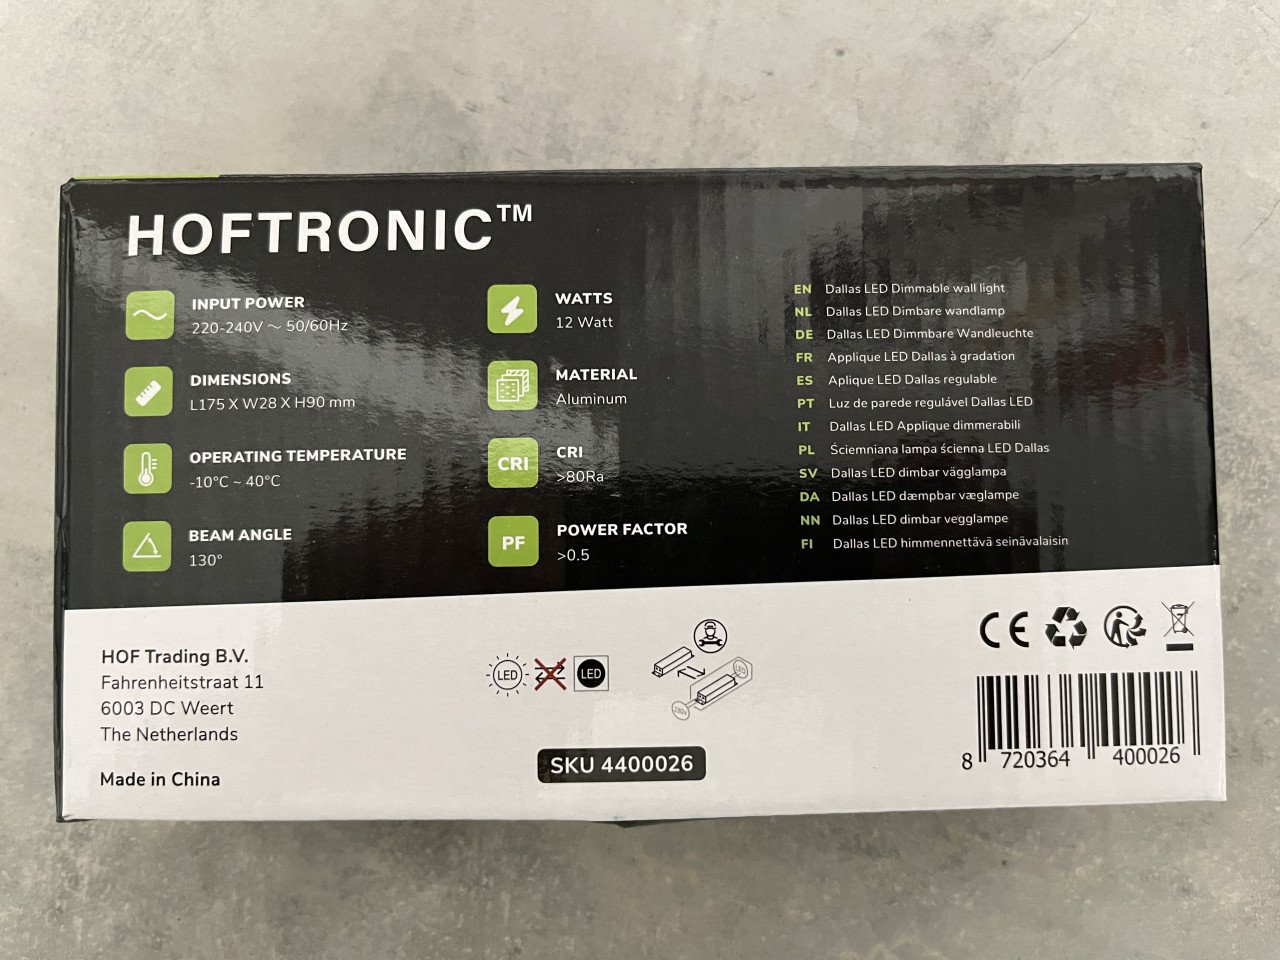 HOFTRONIC™
INPUT POWER
220-240V ～ 50/60Hz
DIMENSIONS
L175 X W28 X H90 mm
OPERATING TEMPERATURE
-10°C ~ 40°C
BEAM ANGLE
130°
WATTS
12 Watt
MATERIAL
Aluminum
CRI
CRI
>80Ra
PF
POWER FACTOR
>0.5
EN Dallas LED Dimmable wall light
NL Dallas LED Dimbare wandlamp
DE Dallas LED Dimmbare Wandleuchte
FR Applique LED Dallas à gradation
ES Aplique LED Dallas regulable
PT Luz de parede regulável Dallas LED
IT Dallas LED Applique dimmerabili
PL Ściemniana lampa ścienna LED Dallas
SV Dallas LED dimbar vägglampa
DA Dallas LED dæmpbar væglampe
NN Dallas LED dimbar vegglampe
FI Dallas LED himmennettävä seinävalaisin
HOF Trading B.V.
Fahrenheitstraat 11
6003 DC Weert
The Netherlands
Made in China
LED
LED
LED
230V
SKU 4400026
CE
8 720364 400026